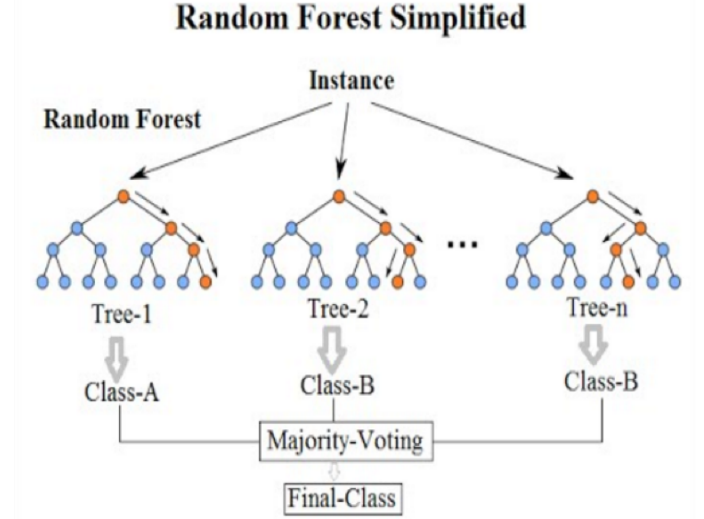 Random Forest Simplified
Instance
Random Forest
...
Tree-1
Tree-2
Tree-n
Class-A
Class-B
Class-B
Majority-Voting
Final-Class